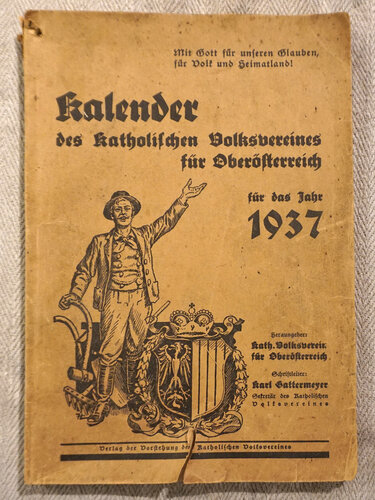 Mit Gott für unseren Glauben,
für Volk und Heimatland!
Kalender
des Katholischen Volksvereines
für Oberösterreich
für das Jahr
1937
Herausgeber:
Kath. Volksverein
für Oberösterreich
Schriftleiter:
Karl Gattermeyer
Sekretär des Katholischen
Volksvereines
Verlag der Vorstehung des Katholischen Volksvereines